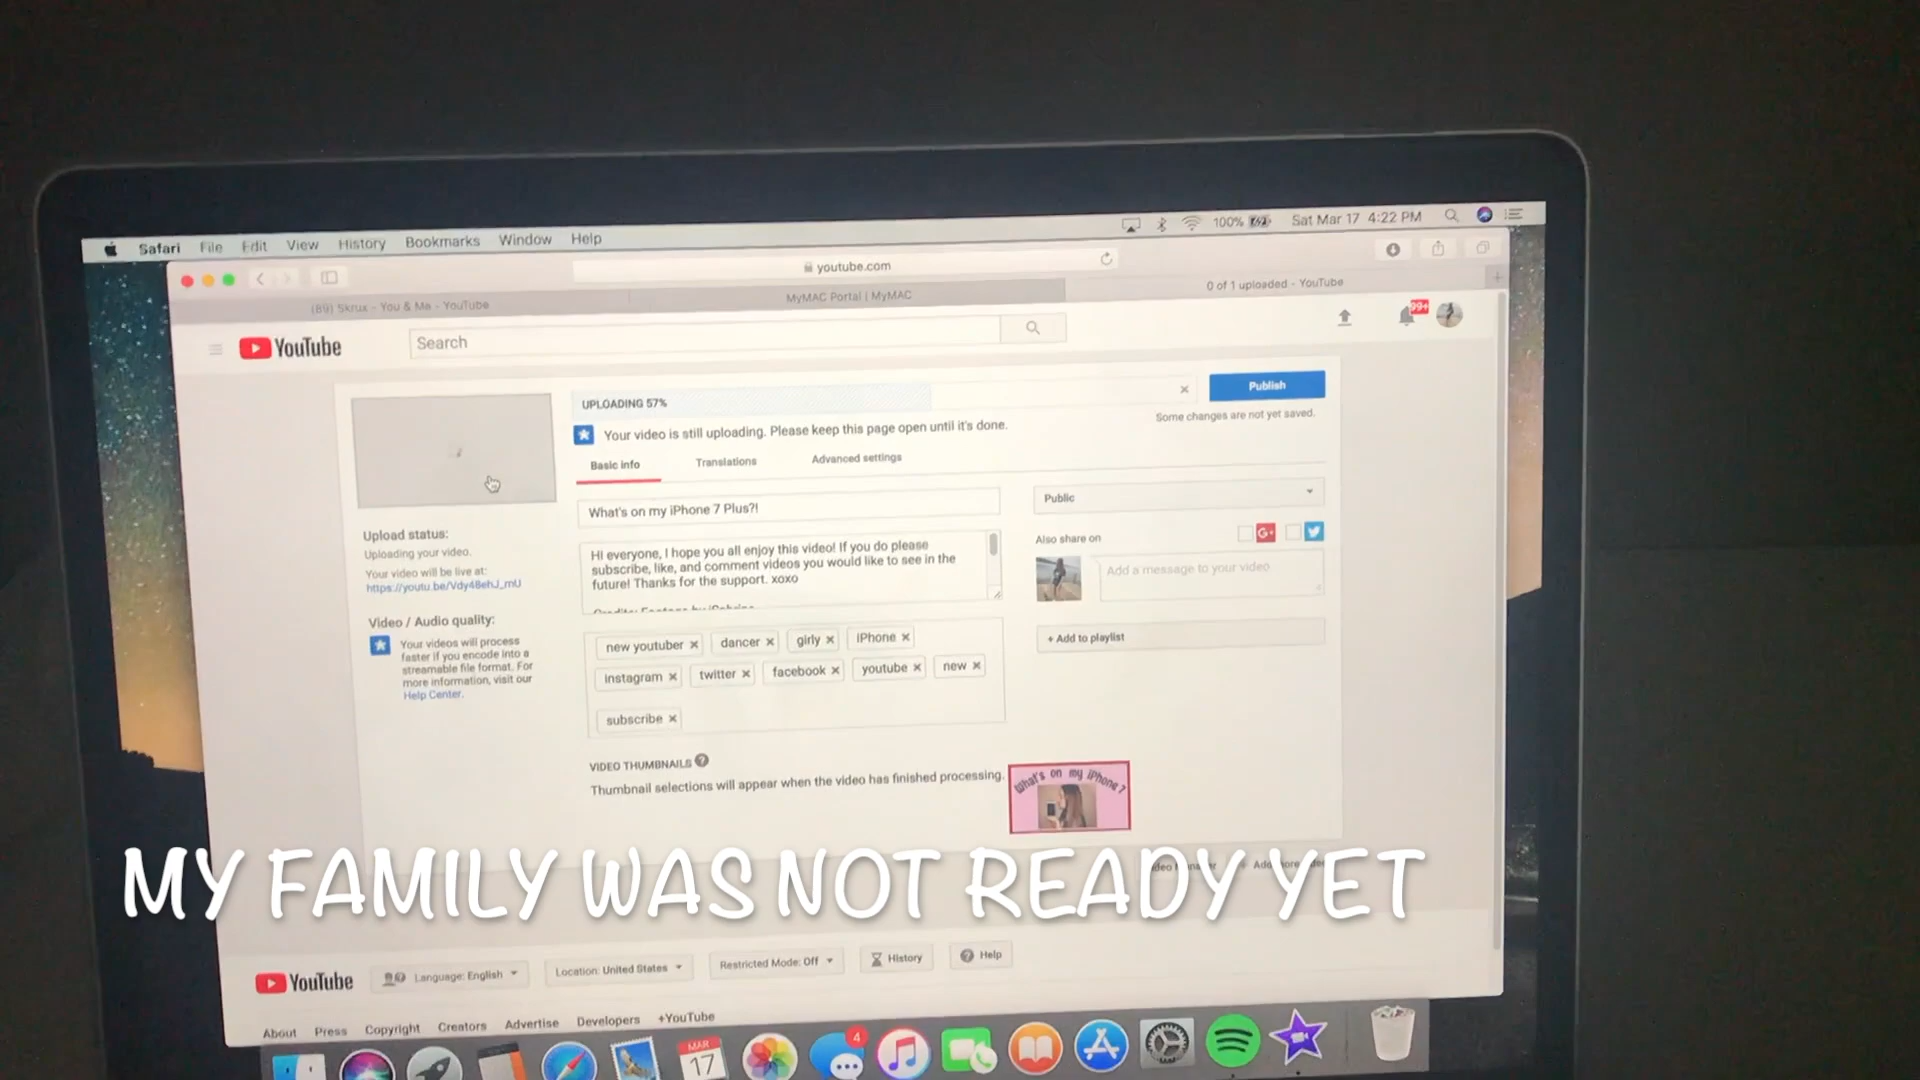 Safari File Edit View History Bookmarks Window Help 100% Sat Mar 17 4:22 PM
youtube.com
(89) Skrux - You & Me - YouTube MyMAC Portal | MyMAC 0 of 1 uploaded - YouTube
YouTube Search 99+
UPLOADING 57% Publish
Your video is still uploading. Please keep this page open until it's done. Some changes are not yet saved.
Basic info Translations Advanced settings
What's on my iPhone 7 Plus?! Public
Hi everyone, I hope you all enjoy this video! If you do please
subscribe, like, and comment videos you would like to see in the
future! Thanks for the support. xoxo
Also share on G+
Add a message to your video
+ Add to playlist
Upload status:
Uploading your video.
Your video will be live at:
https://youtu.be/Vdy48ehJ_mU
Video / Audio quality:
Your videos will process
faster if you encode into a
streamable file format. For
more information, visit our
Help Center.
new youtuber × dancer × girly × iPhone ×
instagram × twitter × facebook × youtube × new ×
subscribe ×
VIDEO THUMBNAILS ?
Thumbnail selections will appear when the video has finished processing.
What's on my iPhone?
MY FAMILY WAS NOT READY YET
YouTube Language: English Location: United States Restricted Mode: Off History Help
About Press Copyright Creators Advertise Developers +YouTube
4
MAR
17